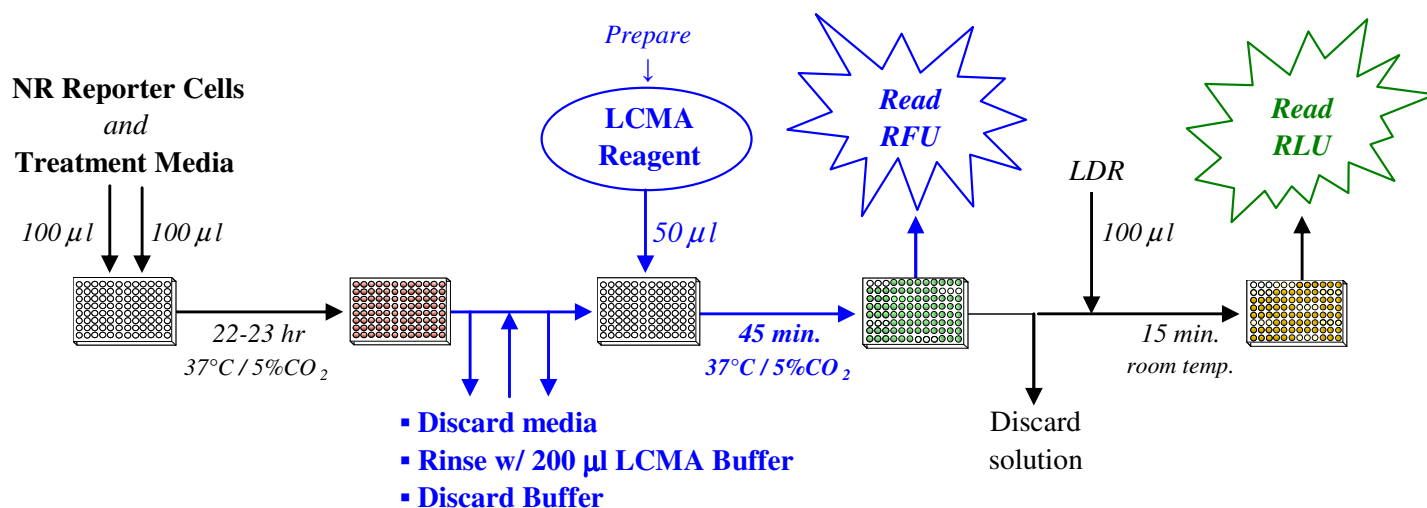 NR Reporter Cells
and
Treatment Media
100 µl
100 µl
22-23 hr
37°C / 5%CO₂
▪ Discard media
▪ Rinse w/ 200 µl LCMA Buffer
▪ Discard Buffer
Prepare
↓
LCMA
Reagent
50 µl
45 min.
37°C / 5%CO₂
Read
RFU
Discard
solution
LDR
100 µl
15 min.
room temp.
Read
RLU